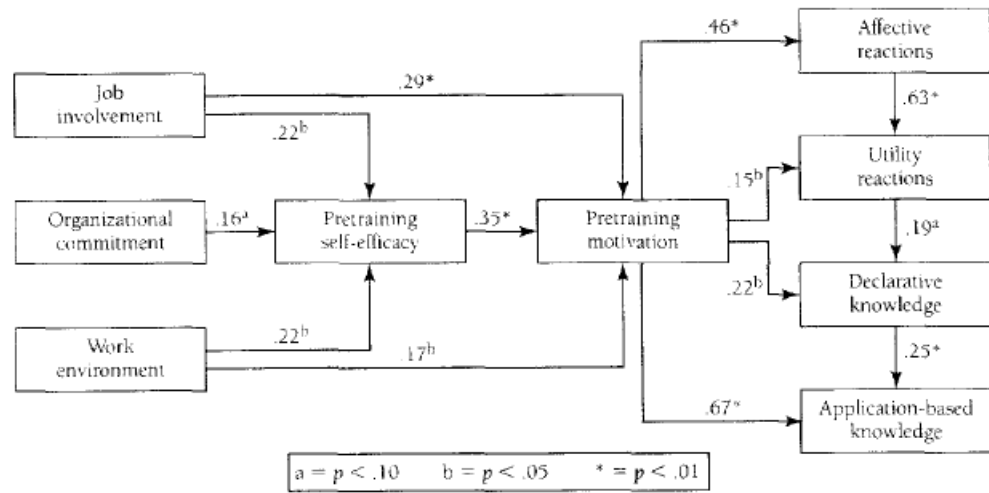 .46*
Affective
reactions
Job
involvement
.29*
.63*
.22ᵇ
Utility
reactions
.15ᵇ
Organizational
commitment
.16ᵃ
Pretraining
self-efficacy
.35*
Pretraining
motivation
.19ᵃ
.22ᵇ
Declarative
knowledge
Work
environment
.22ᵇ
.17ᵇ
.25*
.67*
Application-based
knowledge
a = p < .10 b = p < .05 * = p < .01